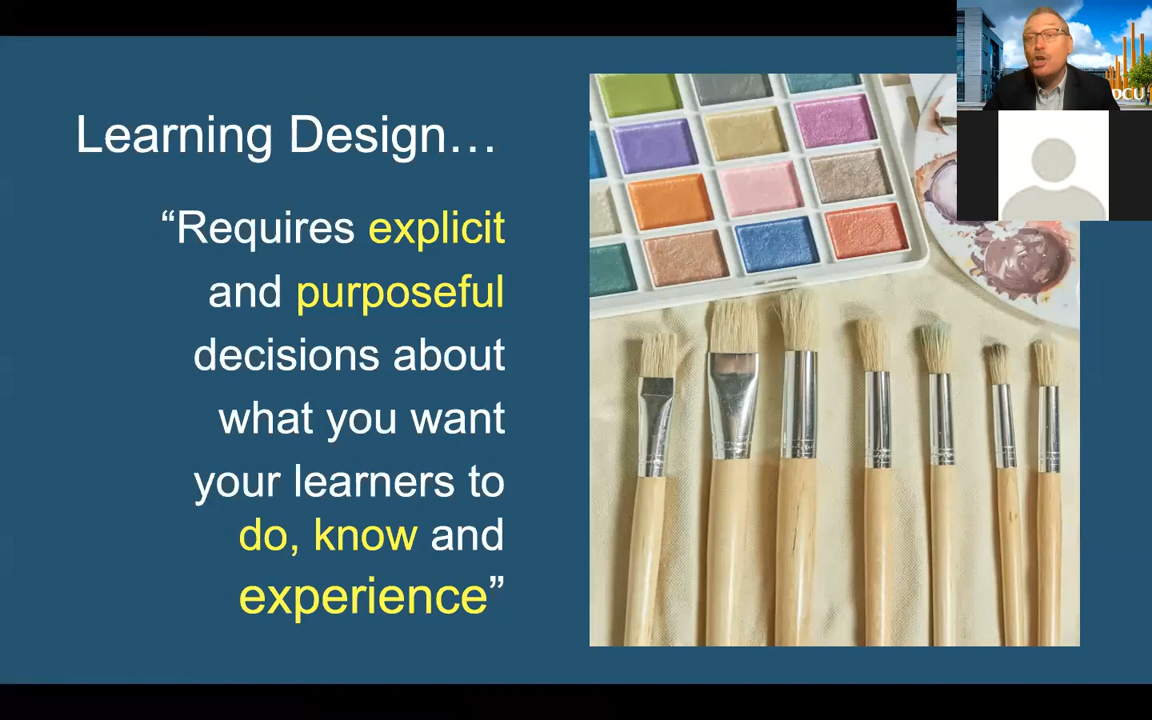 Learning Design…
“Requires explicit
and purposeful
decisions about
what you want
your learners to
do, know and
experience”
DCU